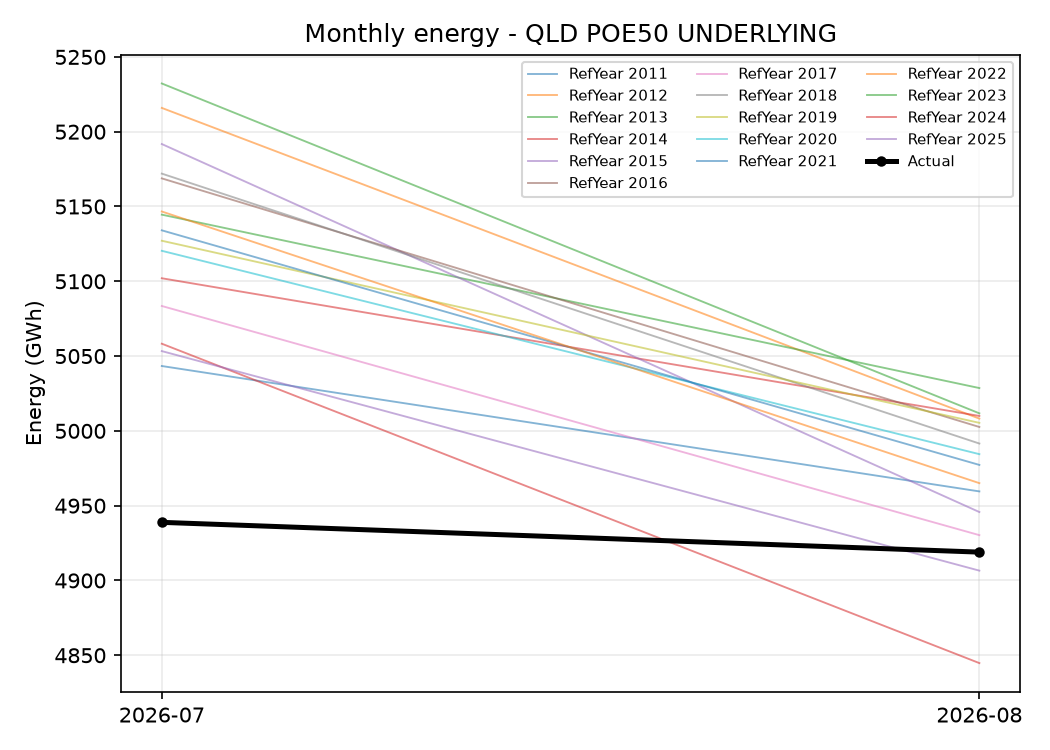 Monthly energy - QLD POE50 UNDERLYING
Energy (GWh)
5250
5200
5150
5100
5050
5000
4950
4900
4850
2026-07
2026-08
RefYear 2011
RefYear 2012
RefYear 2013
RefYear 2014
RefYear 2015
RefYear 2016
RefYear 2017
RefYear 2018
RefYear 2019
RefYear 2020
RefYear 2021
RefYear 2022
RefYear 2023
RefYear 2024
RefYear 2025
Actual